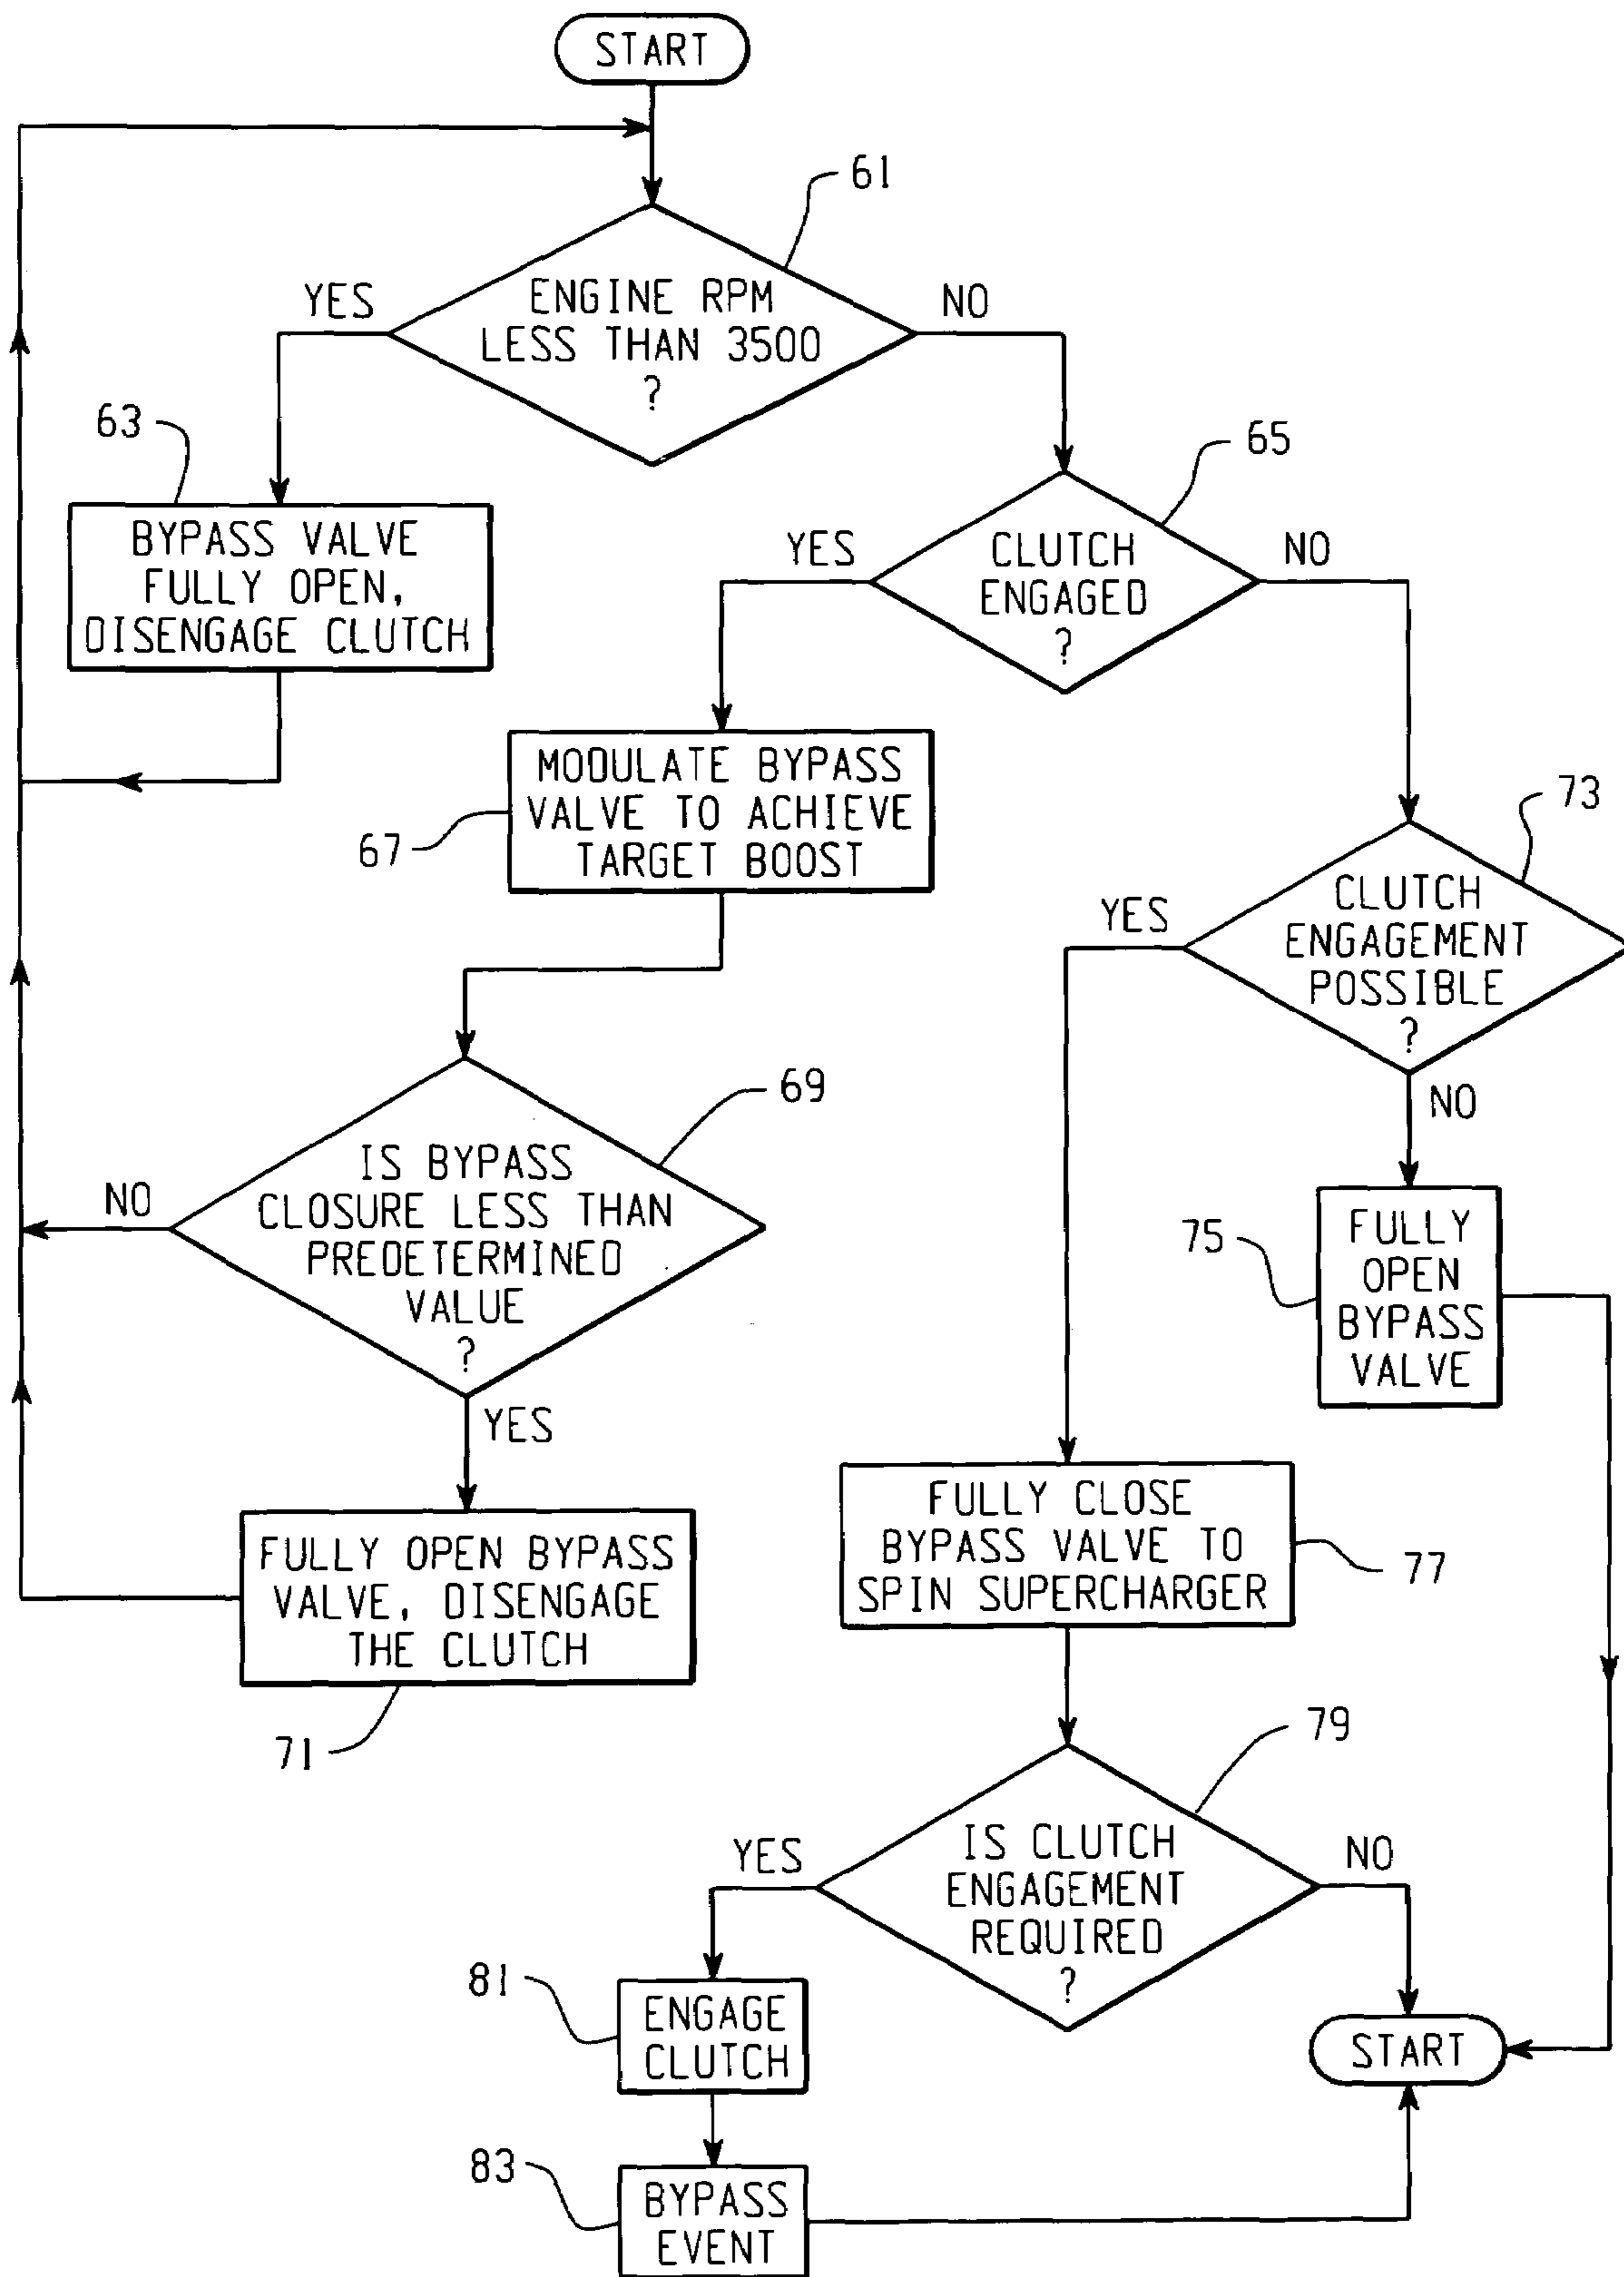 START
61
ENGINE RPM
LESS THAN 3500
?
YES
NO
63
BYPASS VALVE
FULLY OPEN,
DISENGAGE CLUTCH
65
CLUTCH
ENGAGED
?
YES
NO
67
MODULATE BYPASS
VALVE TO ACHIEVE
TARGET BOOST
73
CLUTCH
ENGAGEMENT
POSSIBLE
?
YES
NO
69
IS BYPASS
CLOSURE LESS THAN
PREDETERMINED
VALUE
?
NO
YES
75
FULLY
OPEN
BYPASS
VALVE
FULLY OPEN BYPASS
VALVE, DISENGAGE
THE CLUTCH
71
FULLY CLOSE
BYPASS VALVE TO
SPIN SUPERCHARGER
77
79
IS CLUTCH
ENGAGEMENT
REQUIRED
?
YES
NO
81
ENGAGE
CLUTCH
START
83
BYPASS
EVENT